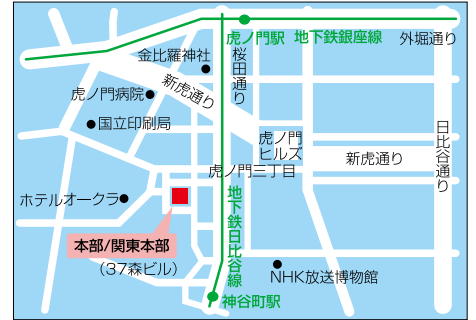 虎ノ門駅
地下鉄銀座線
外堀通り
金比羅神社
桜田通り
新虎通り
虎ノ門病院
国立印刷局
虎ノ門
ヒルズ
新虎通り
日比谷通り
虎ノ門三丁目
ホテルオークラ
地下鉄日比谷線
本部/関東本部
（37森ビル）
NHK放送博物館
神谷町駅